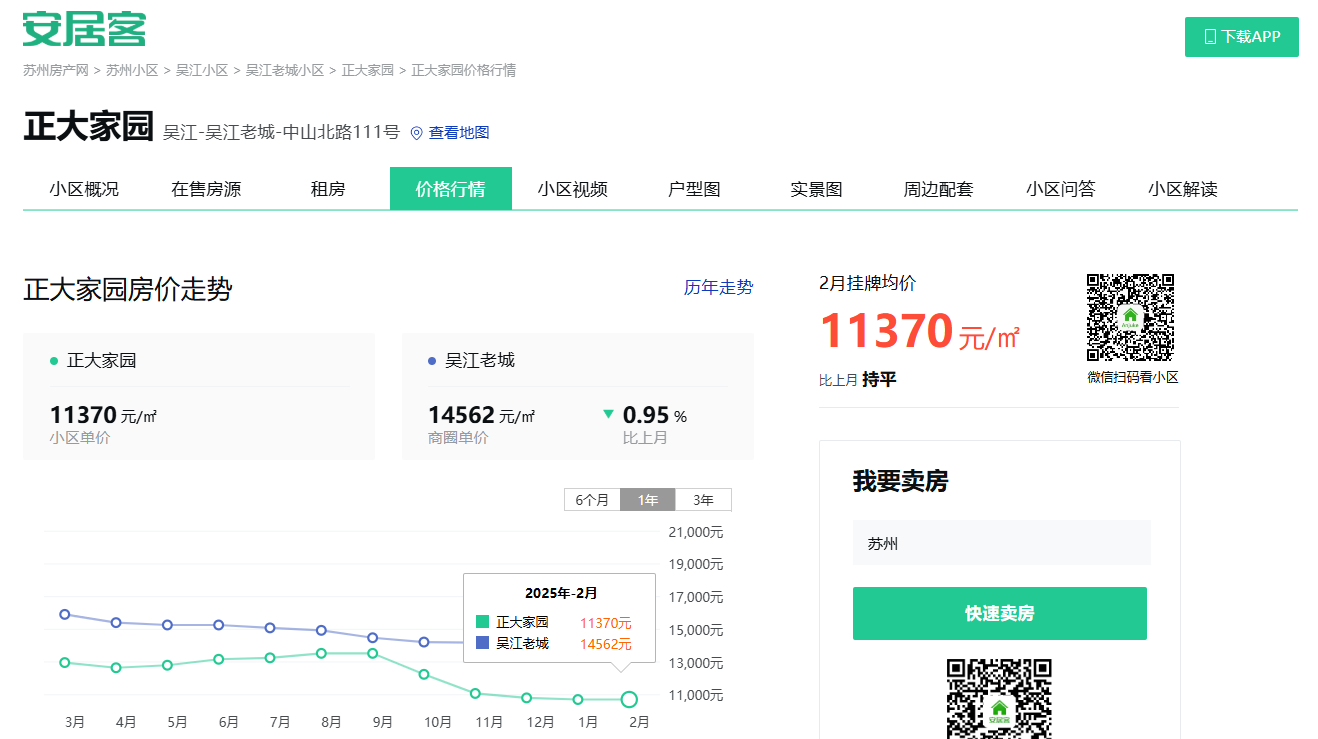 安居客
下载APP
苏州房产网 > 苏州小区 > 吴江小区 > 吴江老城小区 > 正大家园 > 正大家园价格行情
正大家园 吴江-吴江老城-中山北路111号 查看地图
小区概况 在售房源 租房 价格行情 小区视频 户型图 实景图 周边配套 小区问答 小区解读
正大家园房价走势 历年走势
正大家园
11370 元/㎡
小区单价
吴江老城
14562 元/㎡ 0.95 %
商圈单价 比上月
6个月 1年 3年
21,000元
19,000元
17,000元
15,000元
13,000元
11,000元
2025年-2月
正大家园 11370元
吴江老城 14562元
3月 4月 5月 6月 7月 8月 9月 10月 11月 12月 1月 2月
2月挂牌均价
11370 元/㎡
比上月 持平
Anjuke
微信扫码看小区
我要卖房
苏州
快速卖房
安居客